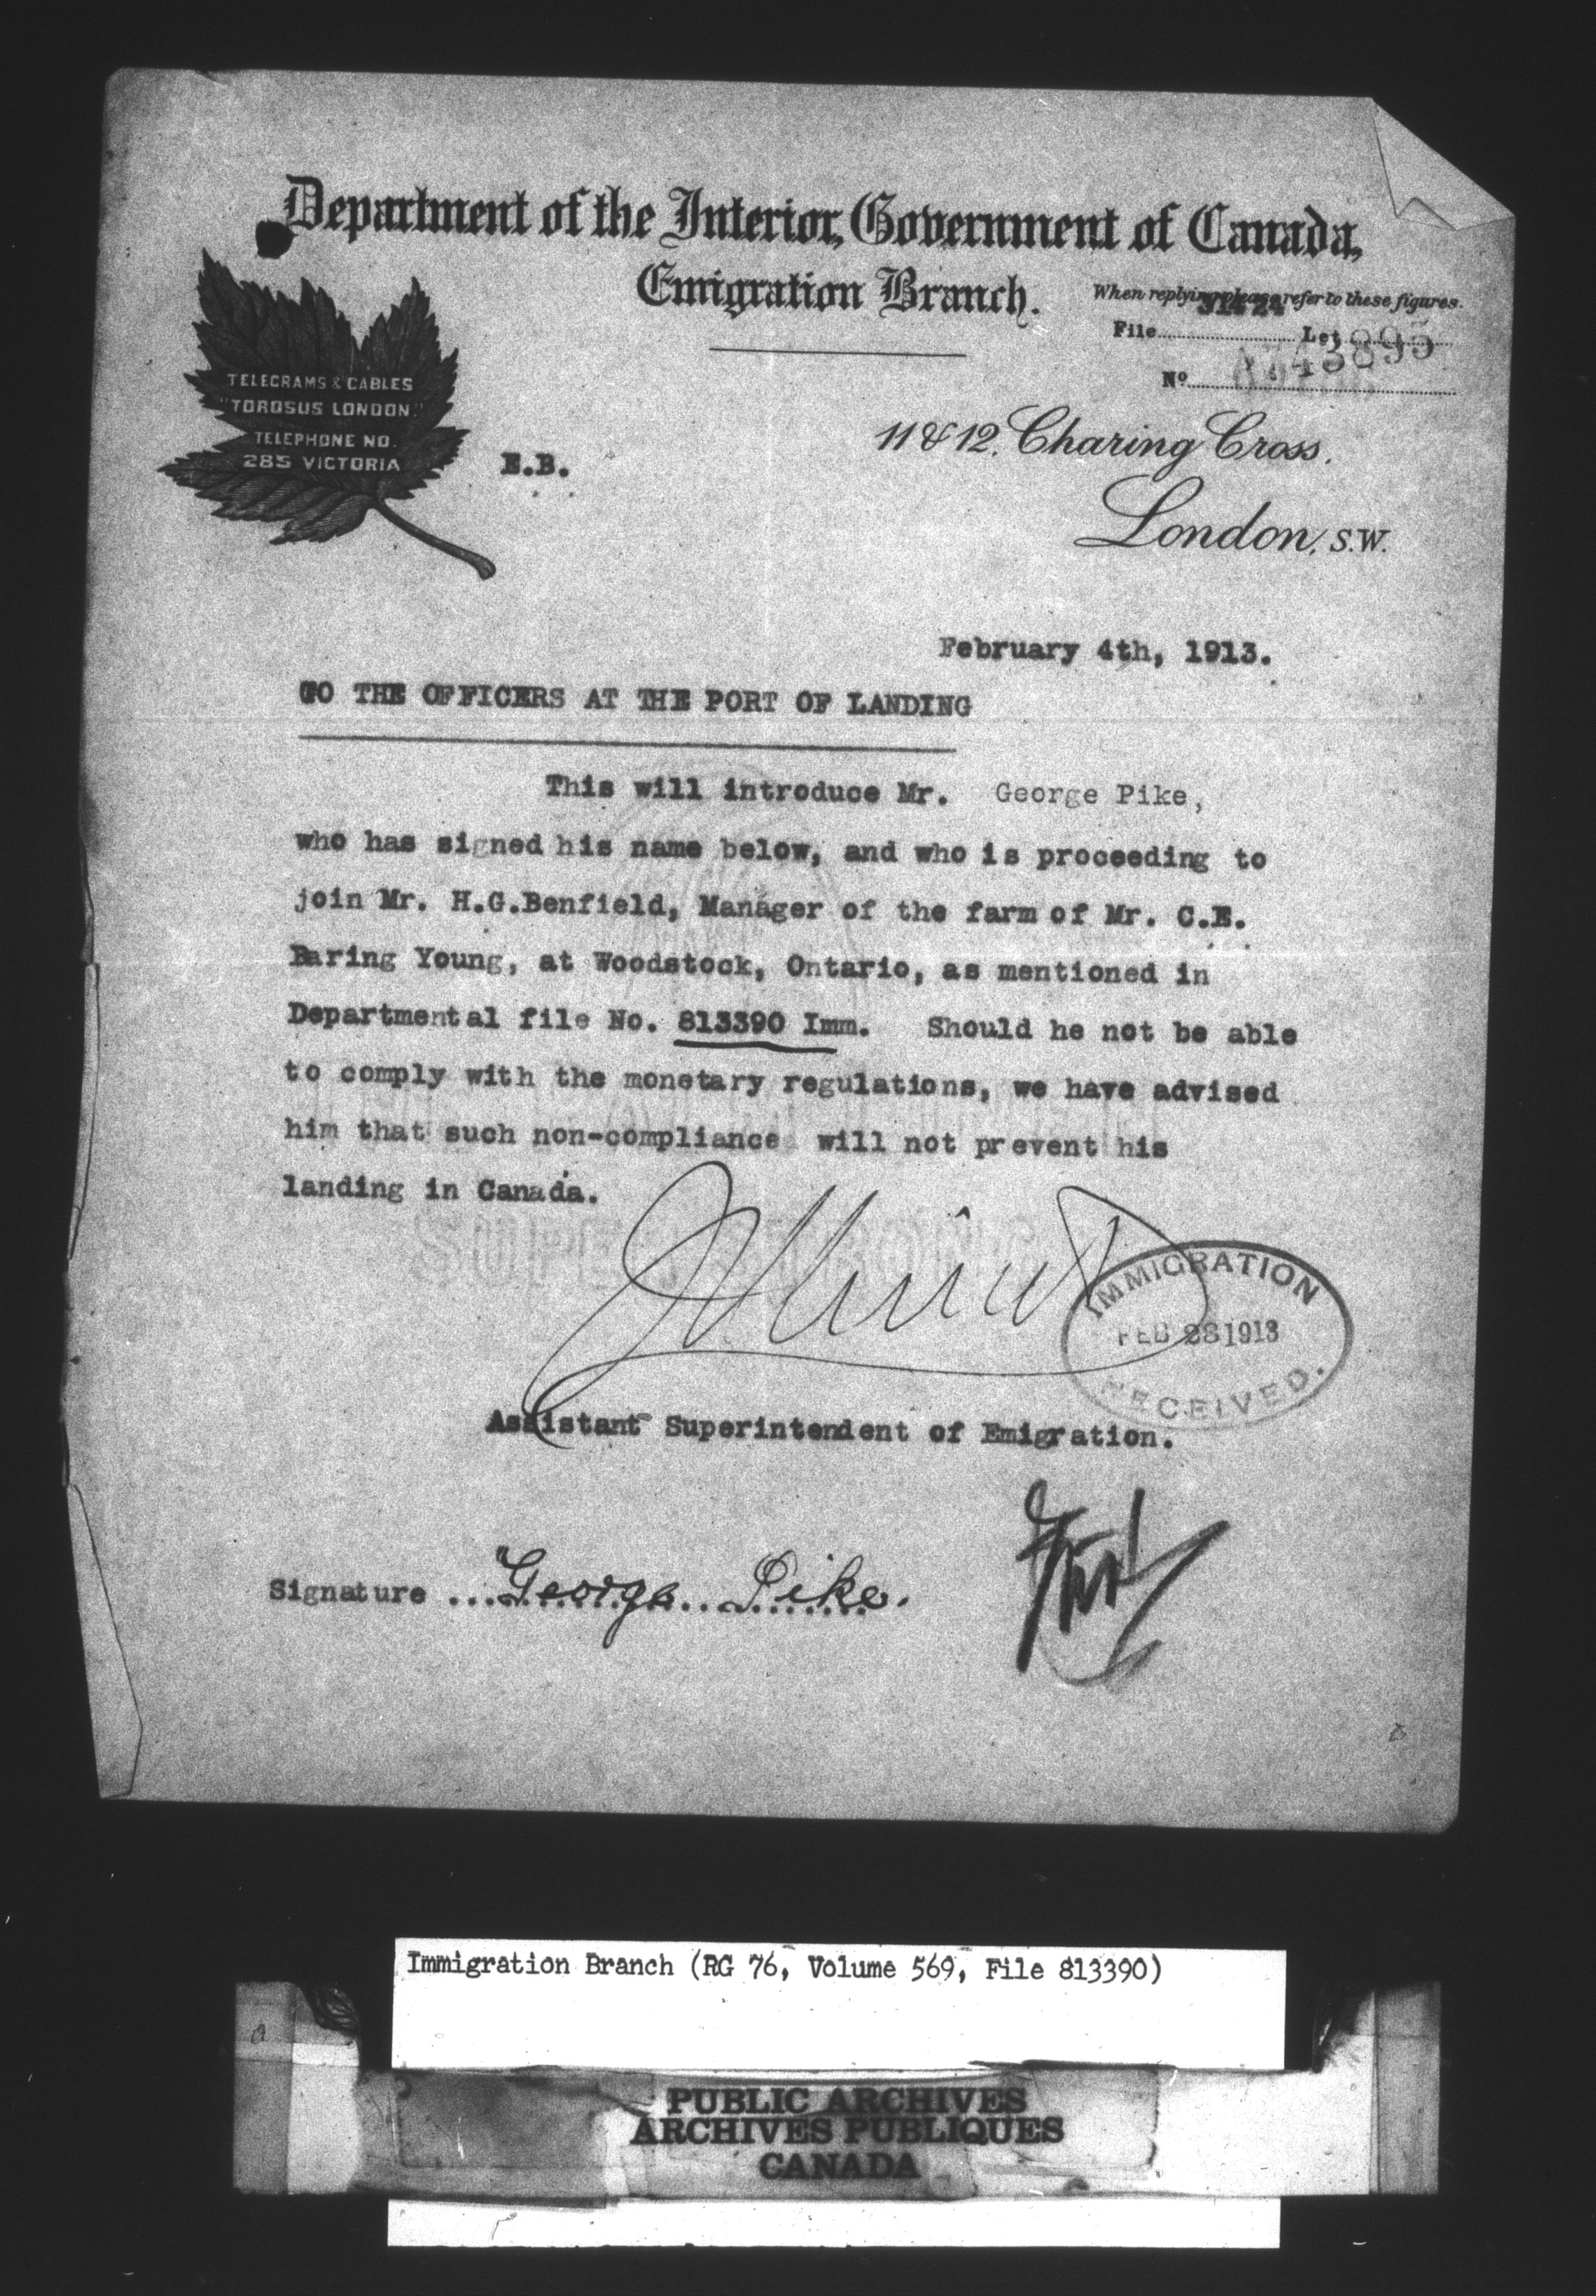 Department of the Interior, Government of Canada,
Emigration Branch.
When replying please refer to these figures.
File 51424 Let
No 743895
TELEGRAMS & CABLES
"TOROSUS LONDON."
TELEPHONE NO.
285 VICTORIA
E.B.
11 & 12, Charing Cross,
London, S.W.
February 4th, 1913.
TO THE OFFICERS AT THE PORT OF LANDING
This will introduce Mr. George Pike,
who has signed his name below, and who is proceeding to
join Mr. H.G.Benfield, Manager of the farm of Mr. C.E.
Baring Young, at Woodstock, Ontario, as mentioned in
Departmental file No. 813390 Imm. Should he not be able
to comply with the monetary regulations, we have advised
him that such non-compliance will not prevent his
landing in Canada.
IMMIGRATION
FEB 28 1913
RECEIVED.
Assistant Superintendent of Emigration.
Signature ... George Pike.
Immigration Branch (RG 76, Volume 569, File 813390)
PUBLIC ARCHIVES
ARCHIVES PUBLIQUES
CANADA